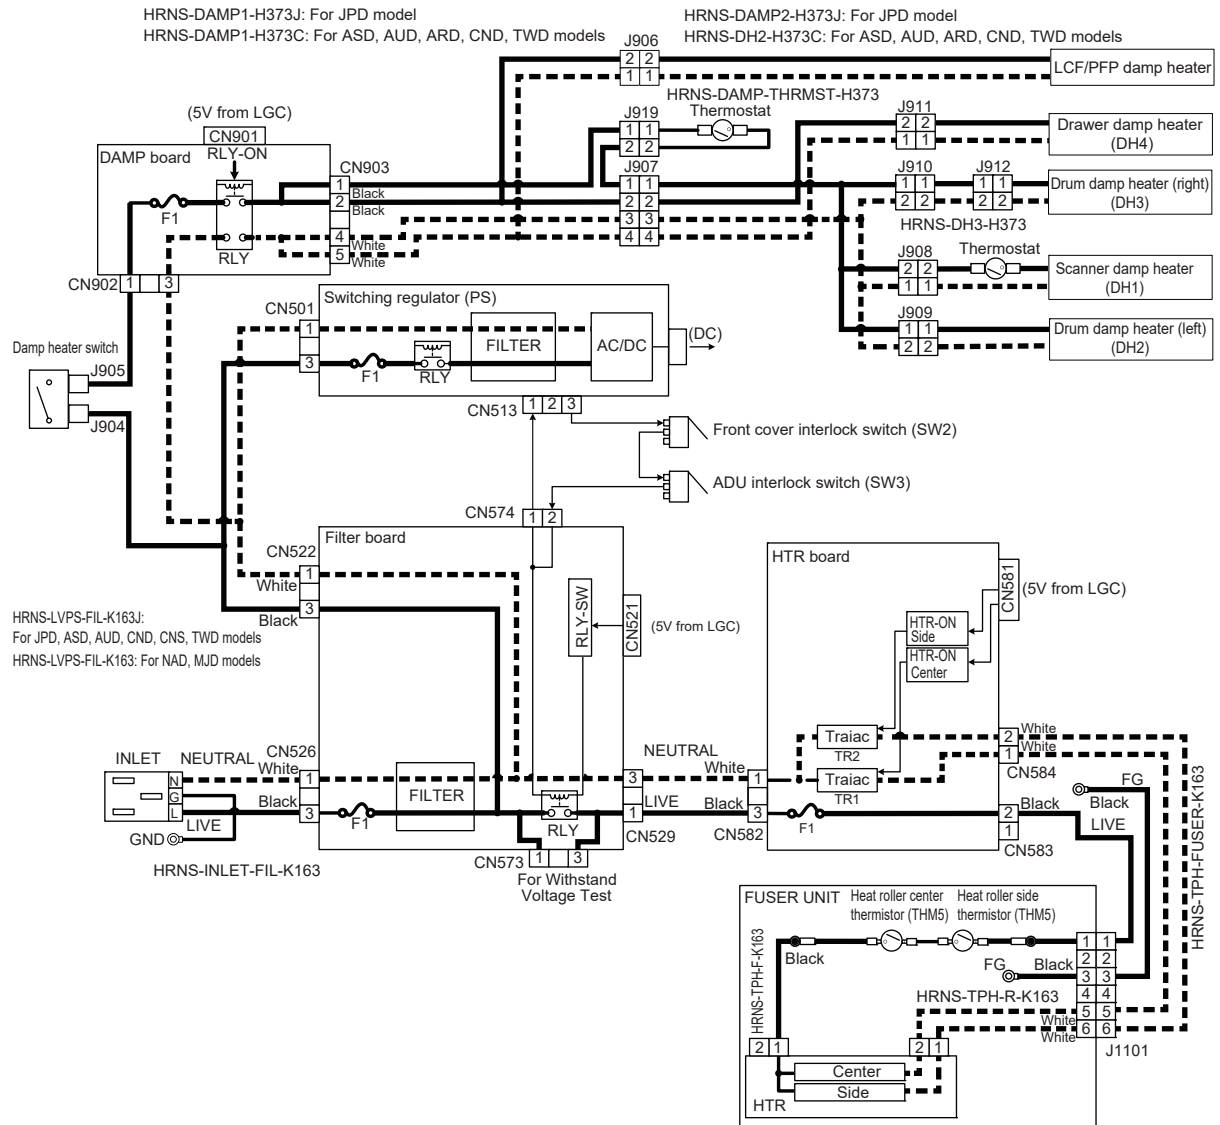 HRNS-DAMP1-H373J: For JPD model
HRNS-DAMP1-H373C: For ASD, AUD, ARD, CND, TWD models
HRNS-DAMP2-H373J: For JPD model
HRNS-DH2-H373C: For ASD, AUD, ARD, CND, TWD models
J906
2 2
1 1
LCF/PFP damp heater
HRNS-DAMP-THRMST-H373
Thermostat
J919
1 1
2 2
J911
2 2
1 1
Drawer damp heater
(DH4)
(5V from LGC)
CN901
RLY-ON
DAMP board
F1
RLY
CN903
1
2
4
5
Black
Black
White
White
J907
1 1
2 2
3 3
4 4
J910
1 1
2 2
J912
1 1
2 2
Drum damp heater (right)
(DH3)
HRNS-DH3-H373
J908
2 2
1 1
Thermostat
Scanner damp heater
(DH1)
J909
1 1
2 2
Drum damp heater (left)
(DH2)
CN902
1 3
Damp heater switch
J905
J904
Switching regulator (PS)
CN501
1
3
F1
RLY
FILTER
AC/DC
(DC)
CN513
1 2 3
Front cover interlock switch (SW2)
ADU interlock switch (SW3)
CN574
1 2
Filter board
CN522
1
White
3
Black
RLY-SW
CN521
(5V from LGC)
HRNS-LVPS-FIL-K163J:
For JPD, ASD, AUD, CND, CNS, TWD models
HRNS-LVPS-FIL-K163: For NAD, MJD models
INLET
N
G
L
NEUTRAL
White
CN526
1
Black
3
LIVE
GND
HRNS-INLET-FIL-K163
F1
FILTER
RLY
3
1
CN529
CN573
1 3
For Withstand
Voltage Test
NEUTRAL
White
LIVE
Black
1
3
CN582
HTR board
CN581
(5V from LGC)
HTR-ON
Side
HTR-ON
Center
Traiac
TR2
Traiac
TR1
F1
2
1
White
White
CN584
2
1
Black
LIVE
CN583
FG
Black
HRNS-TPH-FUSER-K163
FUSER UNIT
Heat roller center
thermistor (THM5)
Heat roller side
thermistor (THM5)
Black
FG
Black
HRNS-TPH-F-K163
HRNS-TPH-R-K163
White
White
1 1
2 2
3 3
4 4
5 5
6 6
J1101
2 1
2 1
Center
Side
HTR